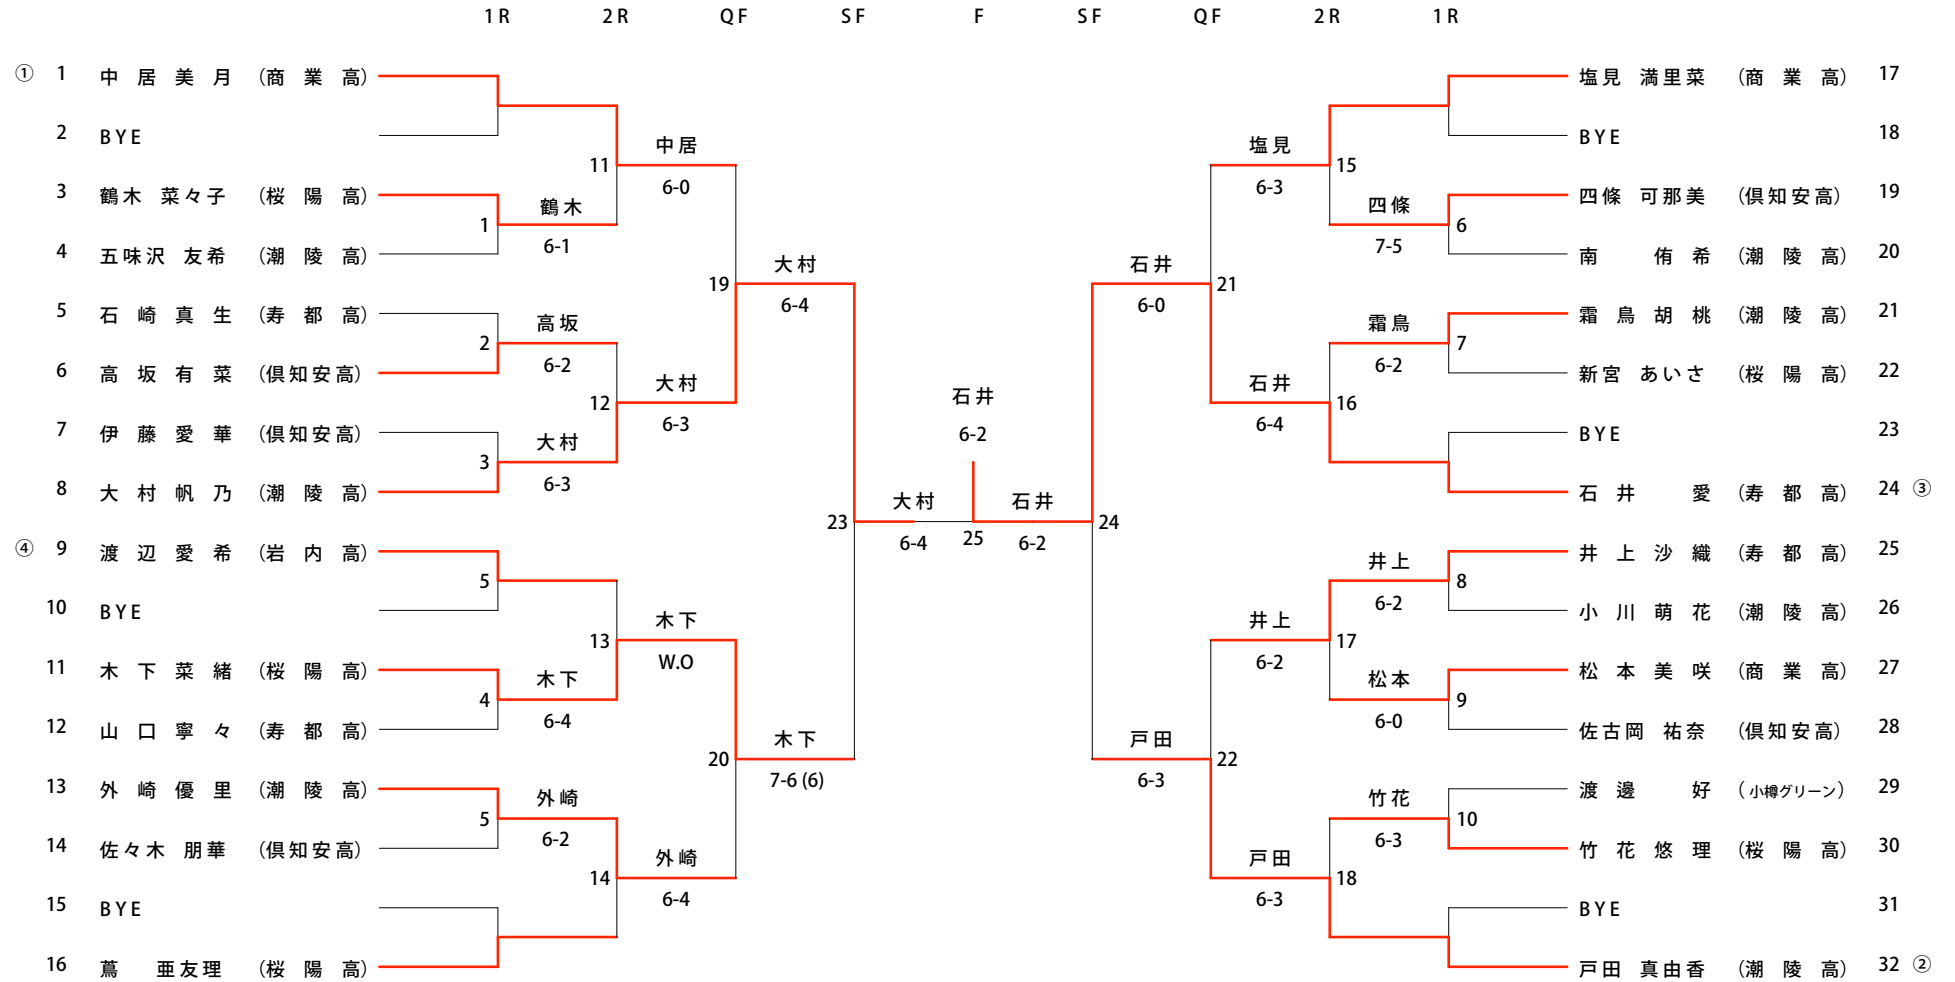 1R 2R QF SF F SF QF 2R 1R
① 1 中居美月 (商業高)
2 BYE
3 鶴木 菜々子 (桜陽高)
4 五味沢 友希 (潮陵高)
5 石崎真生 (寿都高)
6 高坂有菜 (倶知安高)
7 伊藤愛華 (倶知安高)
8 大村帆乃 (潮陵高)
④ 9 渡辺愛希 (岩内高)
10 BYE
11 木下菜緒 (桜陽高)
12 山口寧々 (寿都高)
13 外崎優里 (潮陵高)
14 佐々木 朋華 (倶知安高)
15 BYE
16 蔦 亜友理 (桜陽高)
1
鶴木
6-1
2
高坂
6-2
3
大村
6-3
5
4
木下
6-4
5
外崎
6-2
11
中居
6-0
12
大村
6-3
13
木下
W.O
14
外崎
6-4
19
大村
6-4
20
木下
7-6 (6)
23
大村
6-4
石井
6-2
25
石井
6-2
24
石井
6-0
21
戸田
6-3
22
塩見
6-3
15
石井
6-4
16
井上
6-2
17
戸田
6-3
18
四條
7-5
6
霜鳥
6-2
7
井上
6-2
8
松本
6-0
9
竹花
6-3
10
塩見 満里菜 (商業高) 17
BYE 18
四條 可那美 (倶知安高) 19
南 侑希 (潮陵高) 20
霜鳥胡桃 (潮陵高) 21
新宮 あいさ (桜陽高) 22
BYE 23
石井 愛 (寿都高) 24 ③
井上沙織 (寿都高) 25
小川萌花 (潮陵高) 26
松本美咲 (商業高) 27
佐古岡 祐奈 (倶知安高) 28
渡邊 好 (小樽グリーン) 29
竹花悠理 (桜陽高) 30
BYE 31
戸田 真由香 (潮陵高) 32 ②